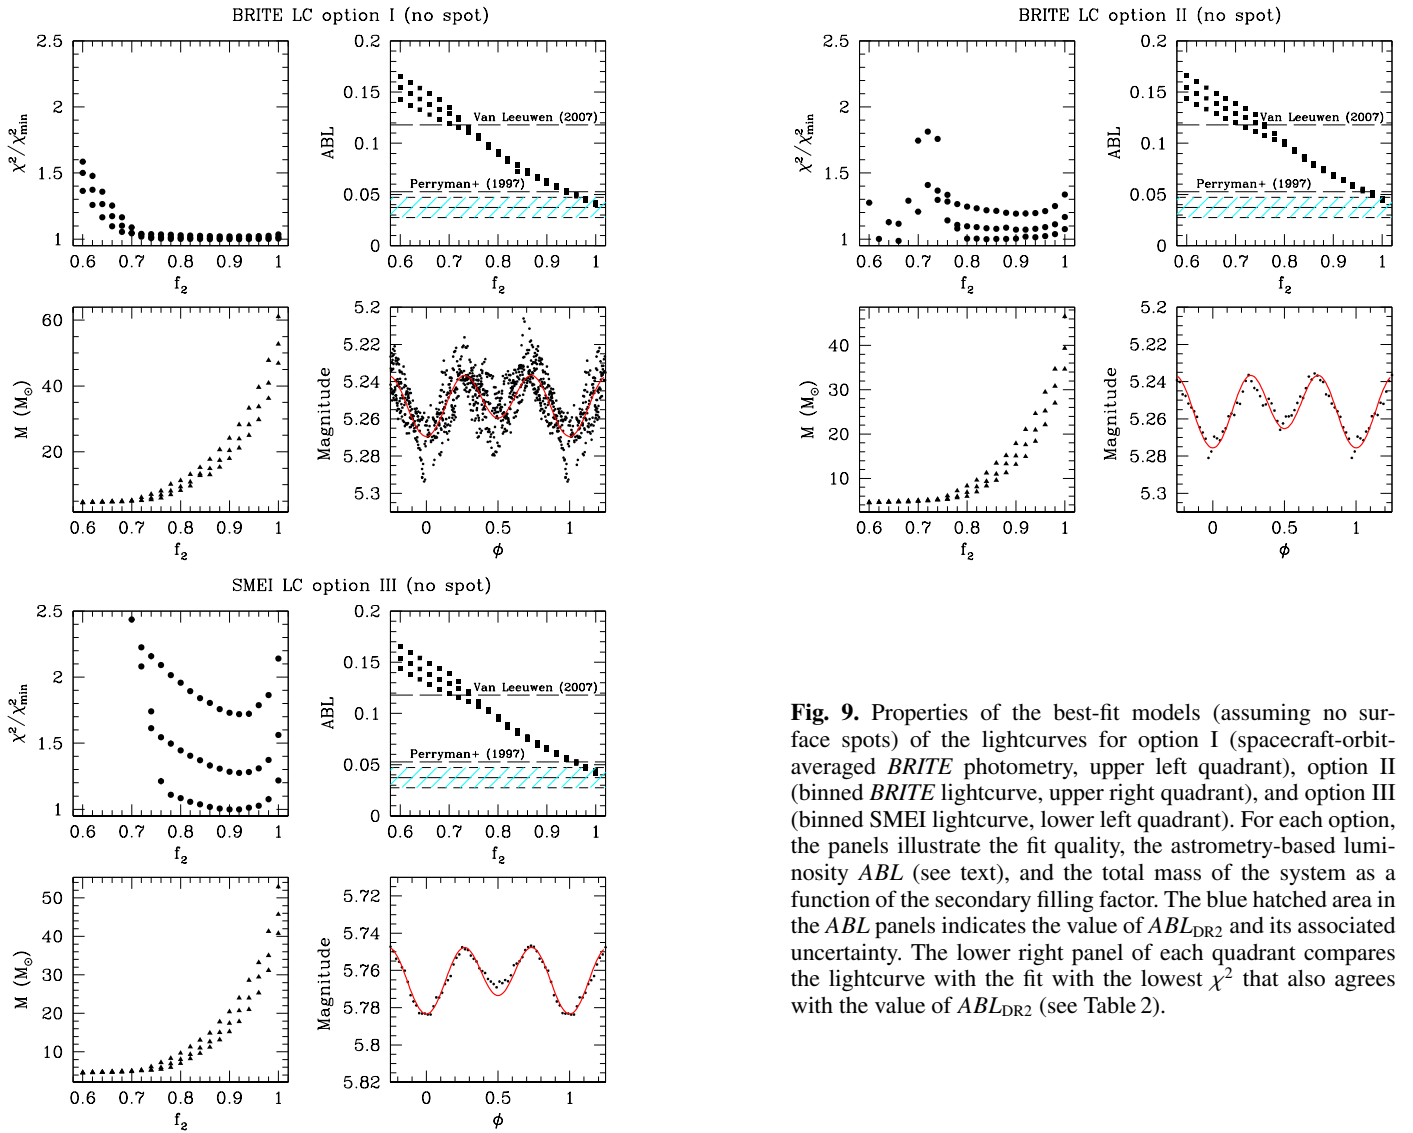 BRITE LC option I (no spot)
2.5
2
1.5
1
χ²/χ²min
0.6 0.7 0.8 0.9 1
f₂
0.2
0.15
0.1
0.05
0
ABL
Van Leeuwen (2007)
Perryman+ (1997)
0.6 0.7 0.8 0.9 1
f₂
60
40
20
M (M⊙)
0.6 0.7 0.8 0.9 1
f₂
5.2
5.22
5.24
5.26
5.28
5.3
Magnitude
0 0.5 1
ϕ
BRITE LC option II (no spot)
2.5
2
1.5
1
χ²/χ²min
0.6 0.7 0.8 0.9 1
f₂
0.2
0.15
0.1
0.05
0
ABL
Van Leeuwen (2007)
Perryman+ (1997)
0.6 0.7 0.8 0.9 1
f₂
40
30
20
10
M (M⊙)
0.6 0.7 0.8 0.9 1
f₂
5.2
5.22
5.24
5.26
5.28
5.3
Magnitude
0 0.5 1
ϕ
SMEI LC option III (no spot)
2.5
2
1.5
1
χ²/χ²min
0.6 0.7 0.8 0.9 1
f₂
0.2
0.15
0.1
0.05
0
ABL
Van Leeuwen (2007)
Perryman+ (1997)
0.6 0.7 0.8 0.9 1
f₂
50
40
30
20
10
M (M⊙)
0.6 0.7 0.8 0.9 1
f₂
5.72
5.74
5.76
5.78
5.8
5.82
Magnitude
0 0.5 1
ϕ
Fig. 9. Properties of the best-fit models (assuming no sur-
face spots) of the lightcurves for option I (spacecraft-orbit-
averaged BRITE photometry, upper left quadrant), option II
(binned BRITE lightcurve, upper right quadrant), and option III
(binned SMEI lightcurve, lower left quadrant). For each option,
the panels illustrate the fit quality, the astrometry-based lumi-
nosity ABL (see text), and the total mass of the system as a
function of the secondary filling factor. The blue hatched area in
the ABL panels indicates the value of ABL_DR2 and its associated
uncertainty. The lower right panel of each quadrant compares
the lightcurve with the fit with the lowest χ² that also agrees
with the value of ABL_DR2 (see Table 2).